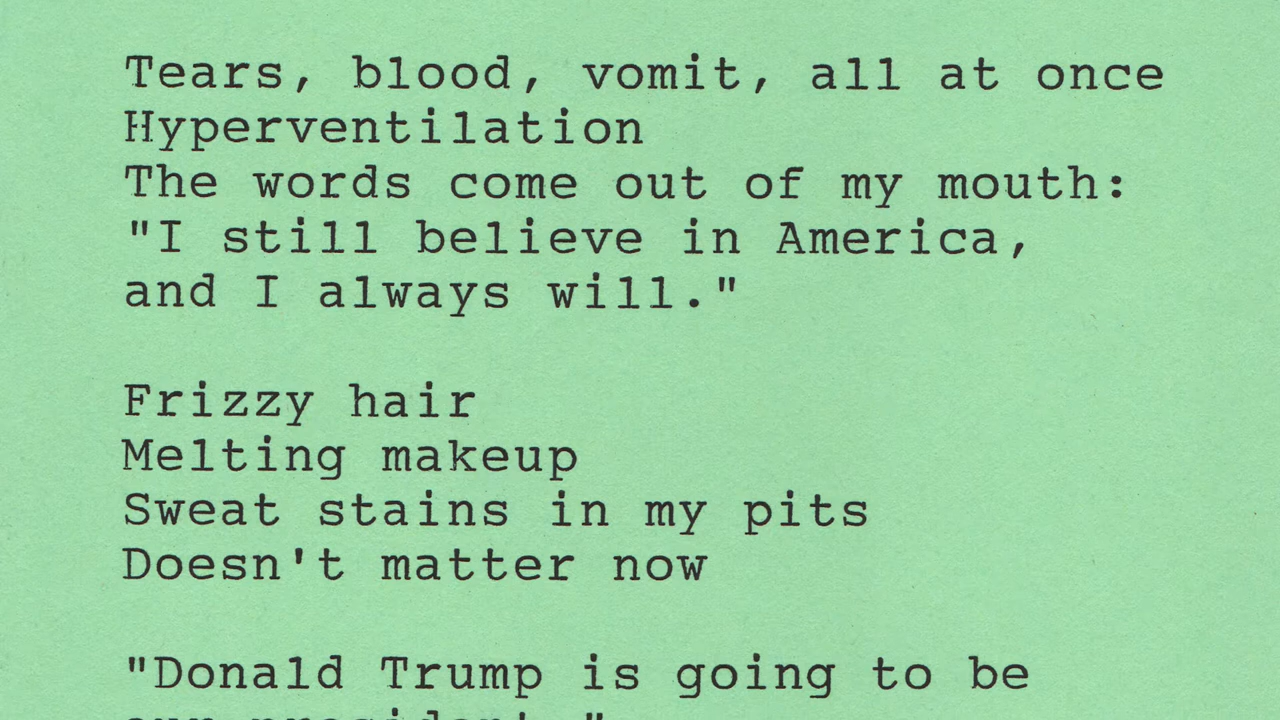 Tears, blood, vomit, all at once
Hyperventilation
The words come out of my mouth:
"I still believe in America,
and I always will."
Frizzy hair
Melting makeup
Sweat stains in my pits
Doesn't matter now
"Donald Trump is going to be
our president."